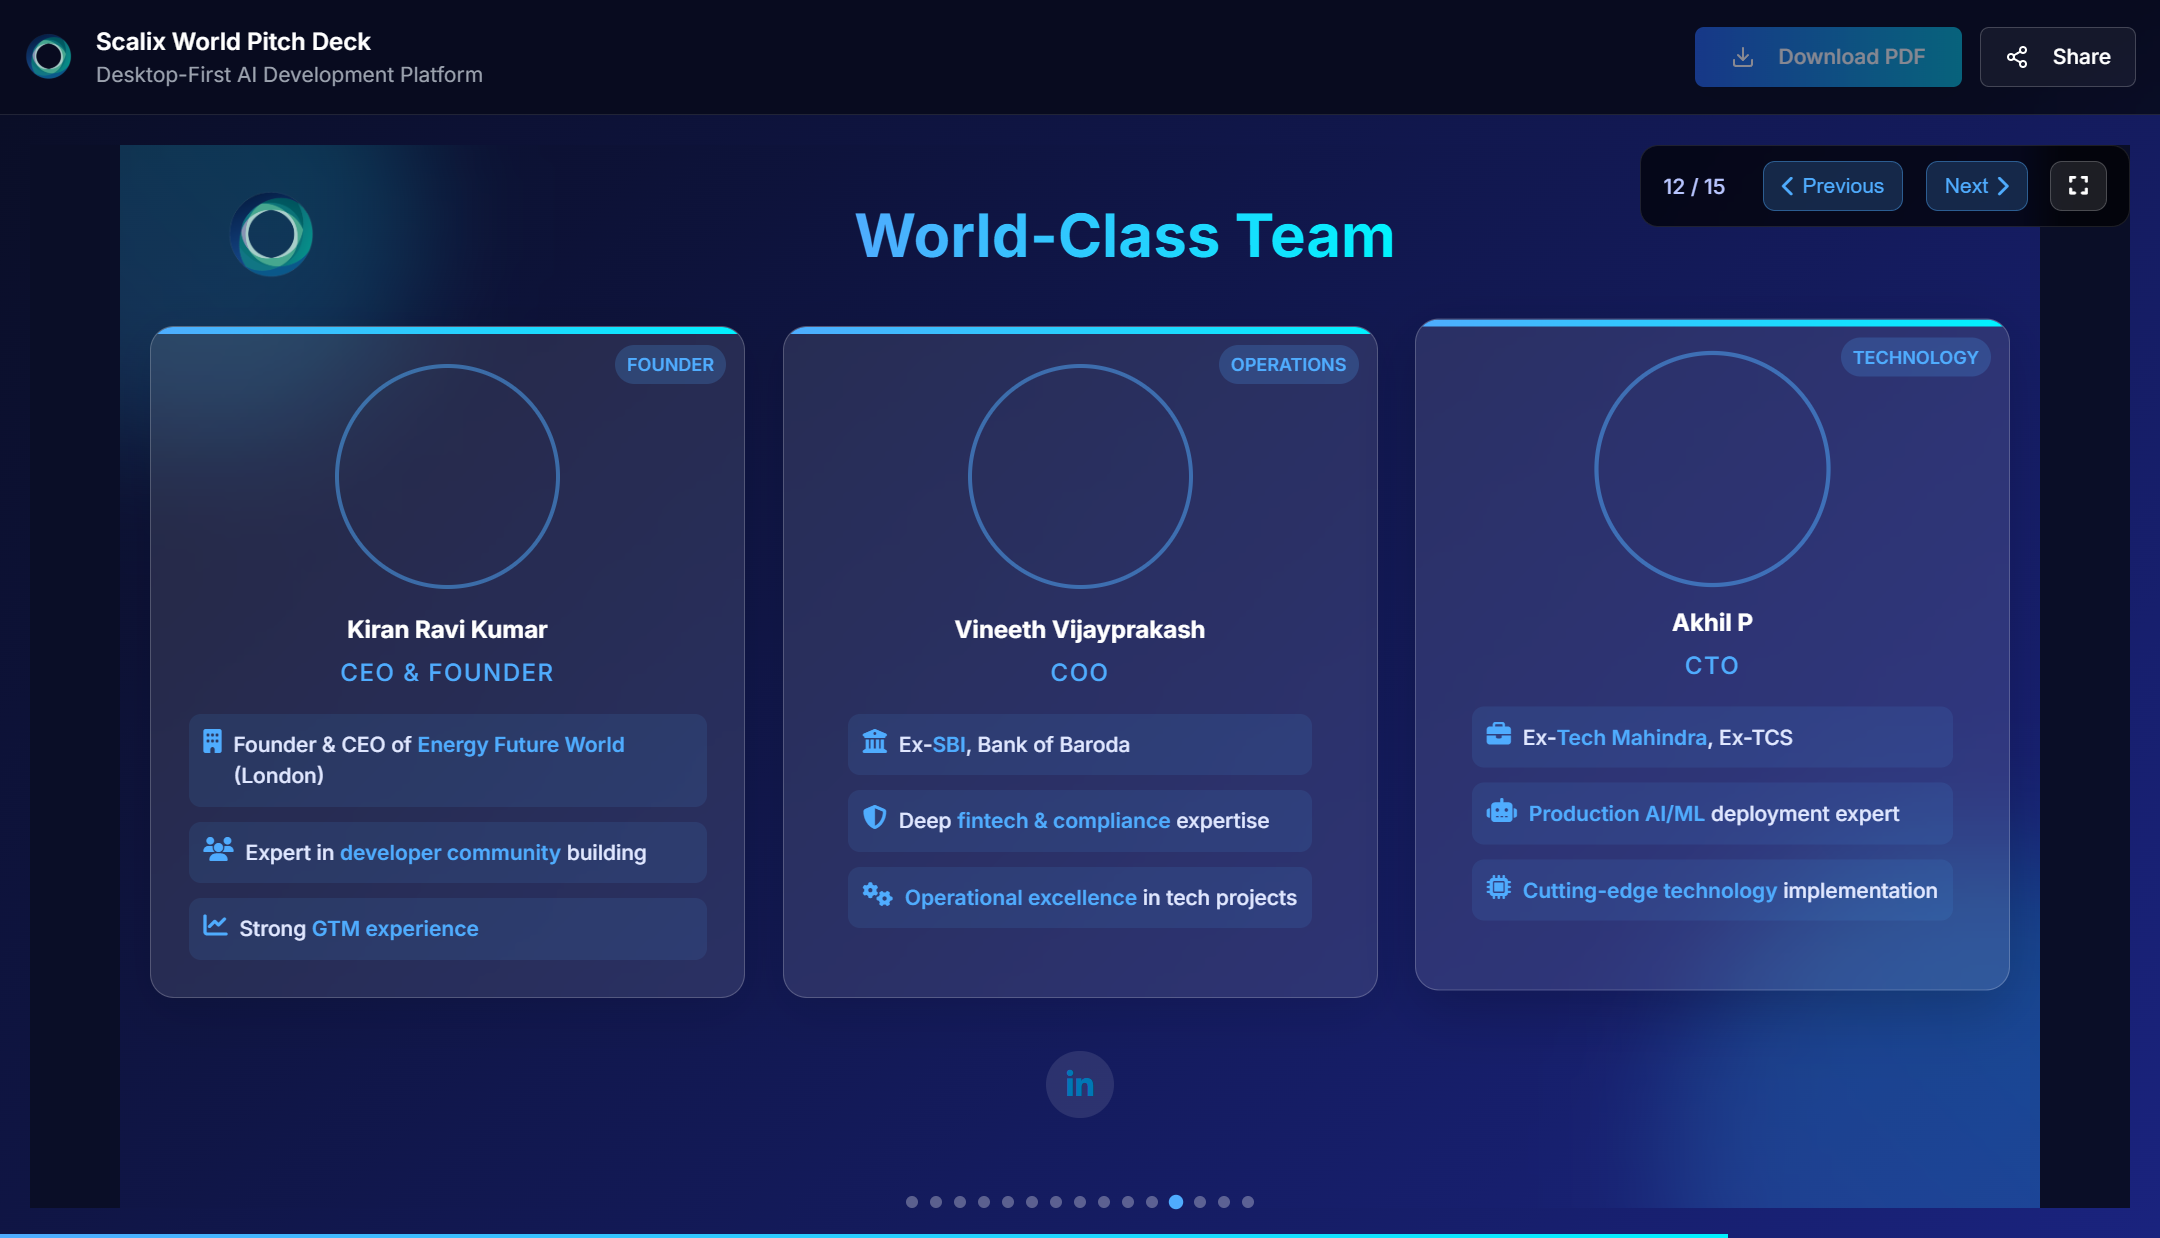 Scalix World Pitch Deck
Desktop-First AI Development Platform
Download PDF
Share
12 / 15
Previous
Next
World-Class Team
FOUNDER
Kiran Ravi Kumar
CEO & FOUNDER
Founder & CEO of Energy Future World
(London)
Expert in developer community building
Strong GTM experience
OPERATIONS
Vineeth Vijayprakash
COO
Ex-SBI, Bank of Baroda
Deep fintech & compliance expertise
Operational excellence in tech projects
TECHNOLOGY
Akhil P
CTO
Ex-Tech Mahindra, Ex-TCS
Production AI/ML deployment expert
Cutting-edge technology implementation
in